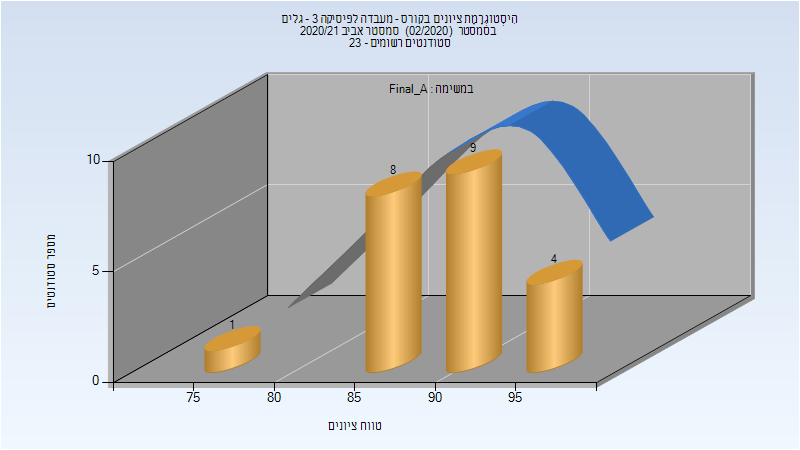 היסטוגרמת ציונים בקורס - מעבדה לפיסיקה 3 - גלים
בסמסטר (02/2020) סמסטר אביב 2020/21
סטודנטים רשומים - 23
במשימה : Final_A
מספר סטודנטים
10
5
0
1
8
9
4
75
80
85
90
95
טווח ציונים